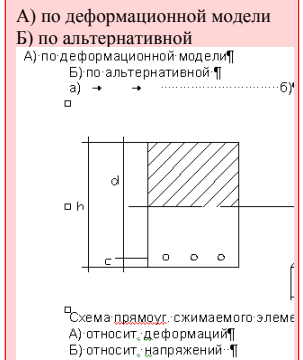 А) по деформационной модели
Б) по альтернативной
А)·по·деформационной·модели¶
Б)·по·альтернативной·¶
а) → → б)
d
h
c
Схема·прямоуг.·сжимаемого·элеме
А)·относит.·деформаций¶
Б)·относит.·напряжений··¶